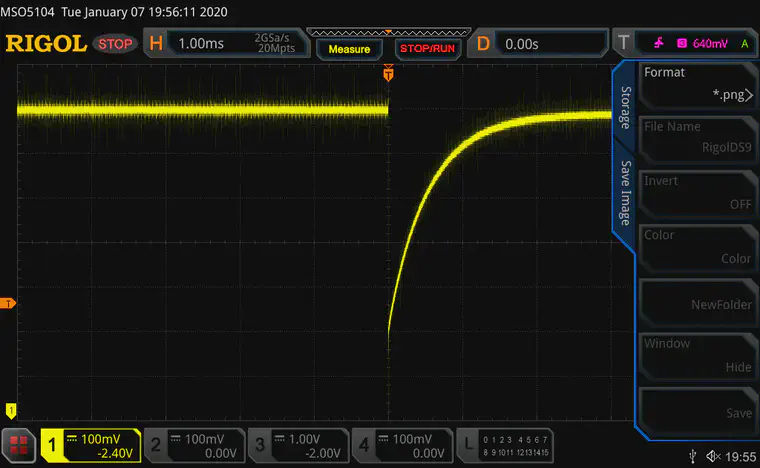 MSO5104 Tue January 07 19:56:11 2020
RIGOL STOP H 1.00ms 2GSa/s 20Mpts Measure STOP/RUN D 0.00s T 640mV A
T
Storage
Save Image
Format
*.png
File Name
RigolDS9
Invert
OFF
Color
Color
NewFolder
Window
Hide
Save
T
1
1 100mV -2.40V
2 100mV 0.00V
3 1.00V -2.00V
4 100mV 0.00V
L 0 1 2 3 4 5 6 7
8 9 10 11 12 13 14 15
19:55